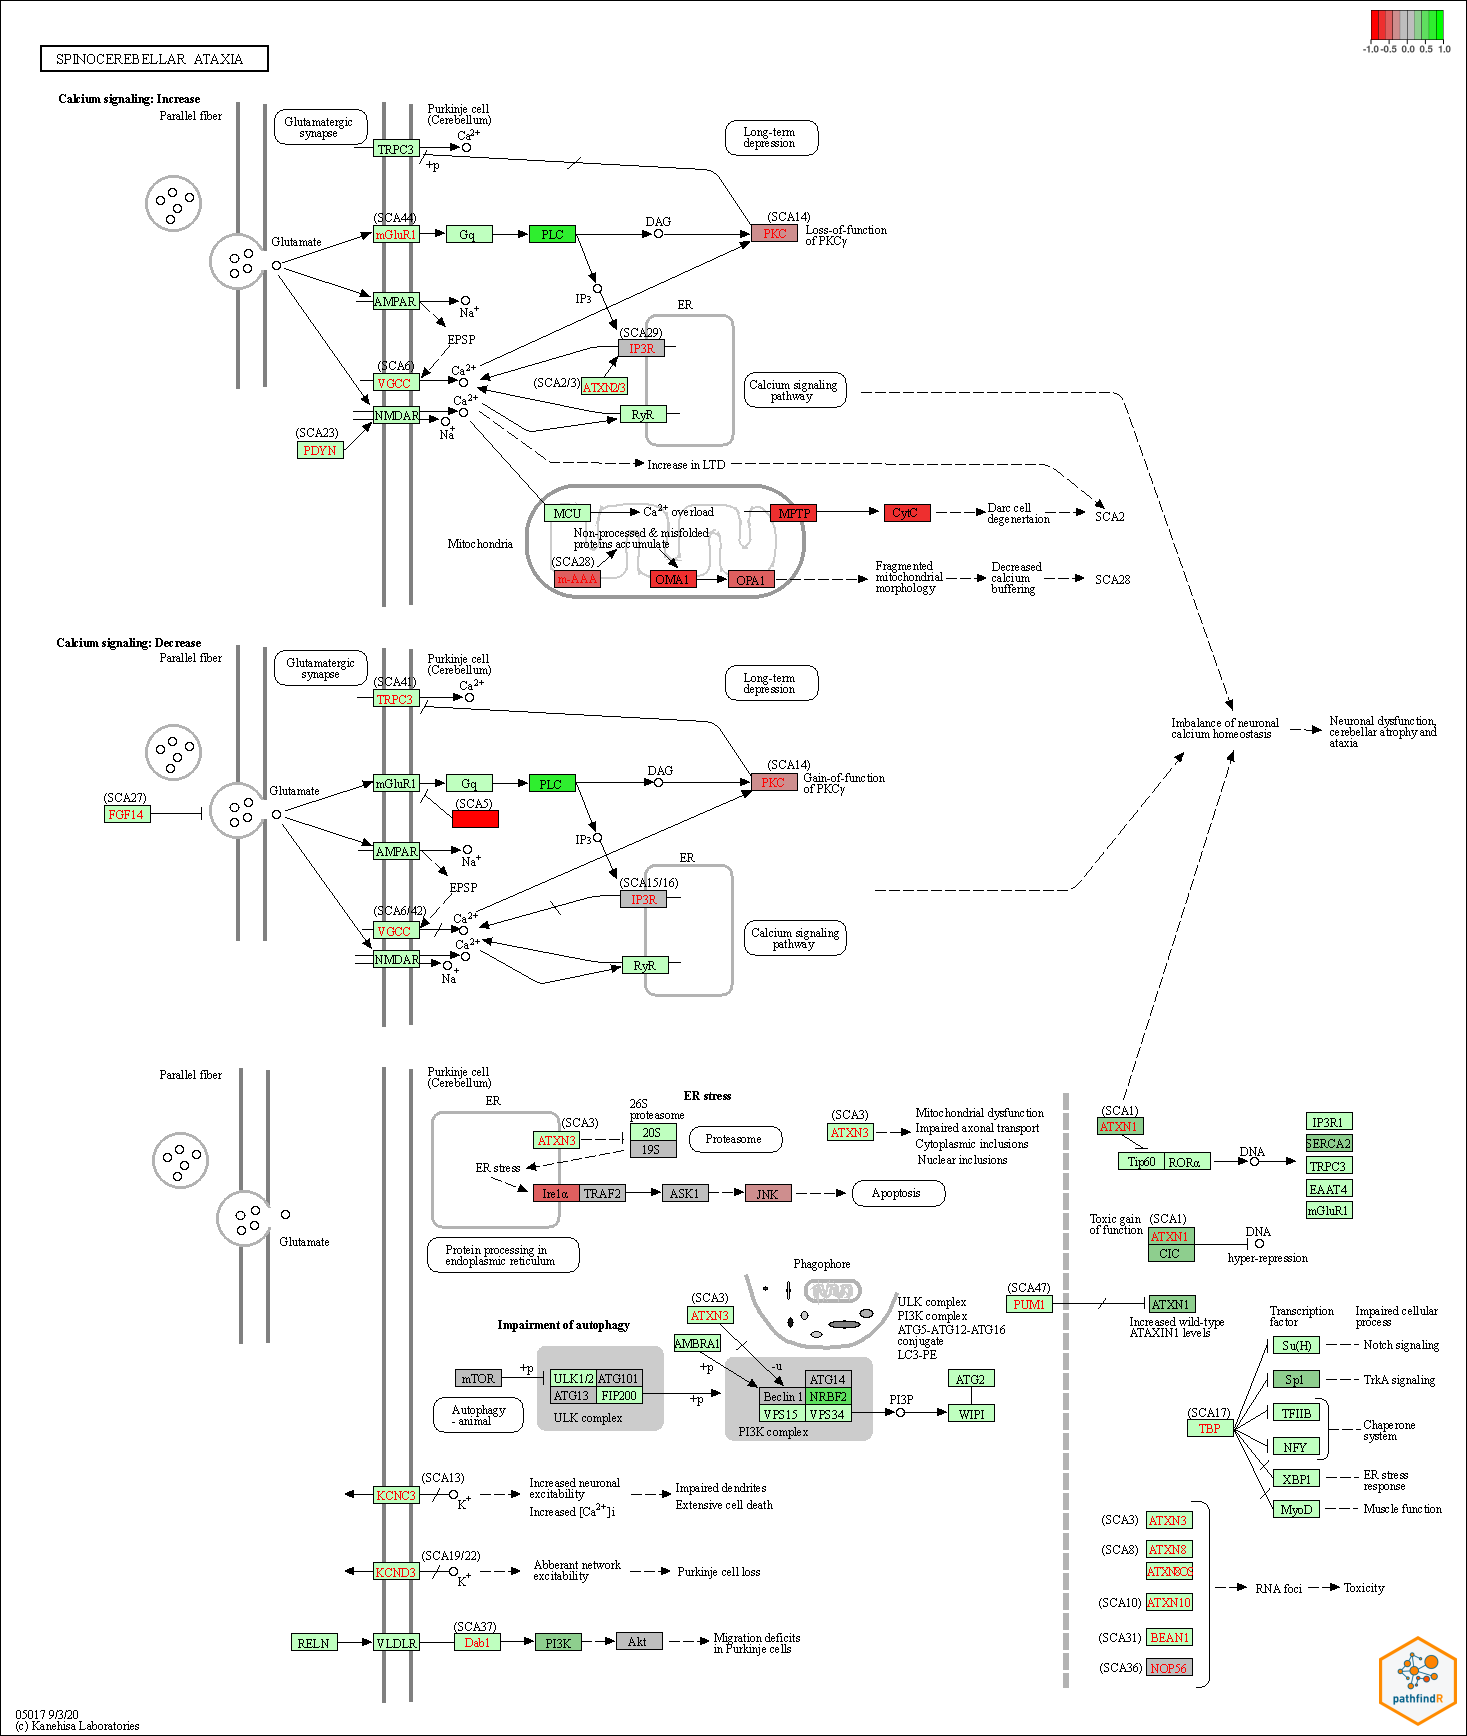 -1.0 -0.5 0.0 0.5 1.0
SPINOCEREBELLAR ATAXIA
Calcium signaling: Increase
Parallel fiber
Glutamatergic
synapse
Purkinje cell
(Cerebellum)
Ca2+
TRPC3
+p
Long-term
depression
(SCA44)
mGluR1
Gq
PLC
DAG
(SCA14)
PKC
Loss-of-function
of PKCγ
Glutamate
AMPAR
Na+
EPSP
IP3
ER
(SCA29)
IP3R
(SCA6)
VGCC
Ca2+
(SCA2/3)
ATXN2/3
Calcium signaling
pathway
NMDAR
Ca2+
Na+
RyR
(SCA23)
PDYN
Increase in LTD
MCU
Ca2+ overload
MPTP
CytC
Darc cell
degenertaion
SCA2
Mitochondria
Non-processed & misfolded
proteins accumulate
(SCA28)
m-AAA
OMA1
OPA1
Fragmented
mitochondrial
morphology
Decreased
calcium
buffering
SCA28
Calcium signaling: Decrease
Parallel fiber
Glutamatergic
synapse
Purkinje cell
(Cerebellum)
(SCA41)
Ca2+
TRPC3
Long-term
depression
Imbalance of neuronal
calcium homeostasis
Neuronal dysfunction,
cerebellar atrophy and
ataxia
mGluR1
Gq
PLC
DAG
(SCA14)
PKC
Gain-of-function
of PKCγ
(SCA27)
FGF14
Glutamate
(SCA5)
AMPAR
Na+
IP3
ER
EPSP
(SCA15/16)
IP3R
(SCA6/42)
VGCC
Ca2+
Ca2+
NMDAR
Na+
RyR
Calcium signaling
pathway
Parallel fiber
Purkinje cell
(Cerebellum)
ER
ER stress
26S
proteasome
(SCA3)
ATXN3
20S
19S
Proteasome
(SCA3)
ATXN3
Mitochondrial dysfunction
Impaired axonal transport
Cytoplasmic inclusions
Nuclear inclusions
ER stress
Ire1α
TRAF2
ASK1
JNK
Apoptosis
Glutamate
Protein processing in
endoplasmic reticulum
(SCA1)
ATXN1
Tip60
RORα
DNA
IP3R1
SERCA2
TRPC3
EAAT4
mGluR1
Toxic gain
of function
(SCA1)
ATXN1
CIC
DNA
hyper-repression
Phagophore
(SCA47)
PUM1
ATXN1
Increased wild-type
ATAXIN1 levels
ULK complex
PI3K complex
ATG5-ATG12-ATG16
conjugate
LC3-PE
Impairment of autophagy
(SCA3)
ATXN3
AMBRA1
mTOR
+p
ULK1/2
ATG101
ATG13
FIP200
ULK complex
+p
+p
-u
ATG14
Beclin 1
NRBF2
VPS15
VPS34
PI3K complex
PI3P
ATG2
WIPI
Autophagy
- animal
Transcription
factor
Impaired cellular
process
Su(H)
Notch signaling
Sp1
TrkA signaling
(SCA17)
TBP
TFIIB
Chaperone
system
NFY
XBP1
ER stress
response
MyoD
Muscle function
(SCA13)
KCNC3
K+
Increased neuronal
excitability
Increased [Ca2+]i
Impaired dendrites
Extensive cell death
(SCA19/22)
KCND3
K+
Abberant network
excitability
Purkinje cell loss
RELN
VLDLR
(SCA37)
Dab1
PI3K
Akt
Migration deficits
in Purkinje cells
(SCA3) ATXN3
(SCA8) ATXN8
ATXN8OS
(SCA10) ATXN10
(SCA31) BEAN1
(SCA36) NOP56
RNA foci
Toxicity
pathfindR
05017 9/3/20
(c) Kanehisa Laboratories